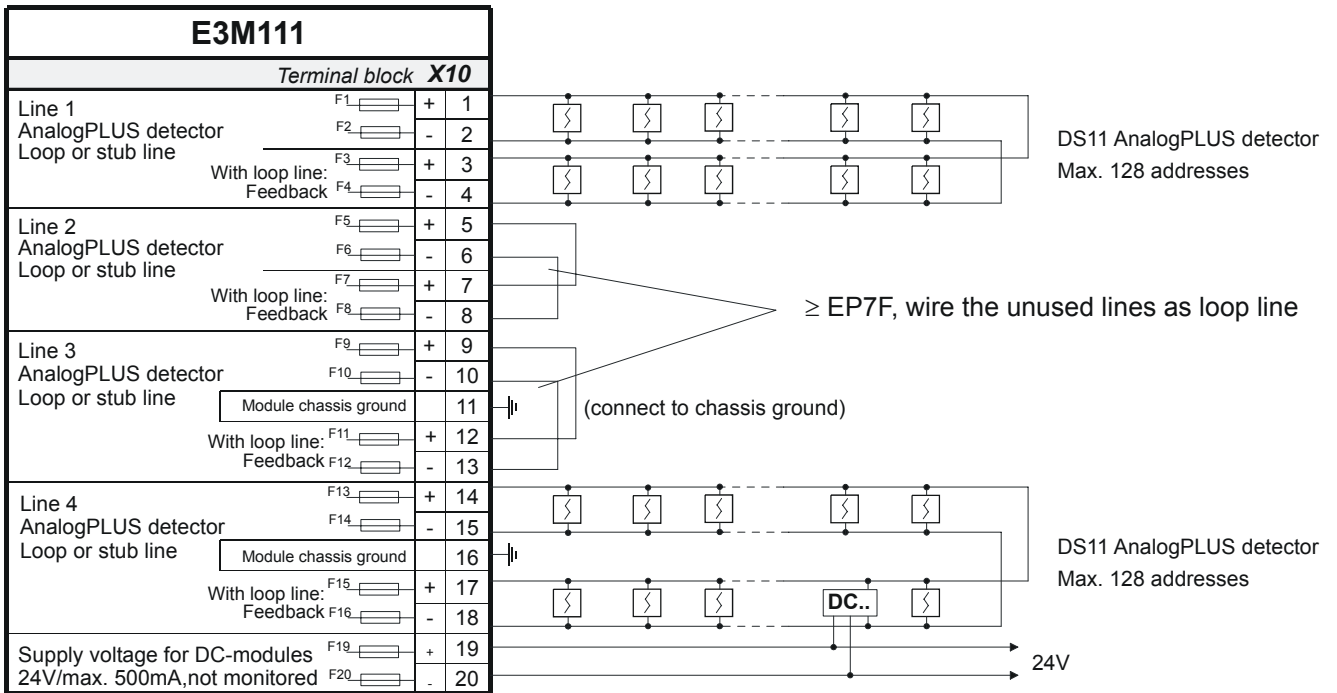 E3M111
Terminal block X10
Line 1
AnalogPLUS detector
Loop or stub line
With loop line:
Feedback
F1 + 1
F2 - 2
F3 + 3
F4 - 4
DS11 AnalogPLUS detector
Max. 128 addresses
Line 2
AnalogPLUS detector
Loop or stub line
With loop line:
Feedback
F5 + 5
F6 - 6
F7 + 7
F8 - 8
≥ EP7F, wire the unused lines as loop line
Line 3
AnalogPLUS detector
Loop or stub line
F9 + 9
F10 - 10
Module chassis ground 11
(connect to chassis ground)
With loop line:
Feedback
F11 + 12
F12 - 13
Line 4
AnalogPLUS detector
Loop or stub line
F13 + 14
F14 - 15
Module chassis ground 16
With loop line:
Feedback
F15 + 17
F16 - 18
DS11 AnalogPLUS detector
Max. 128 addresses
DC..
Supply voltage for DC-modules
24V/max. 500mA,not monitored
F19 + 19
F20 - 20
24V